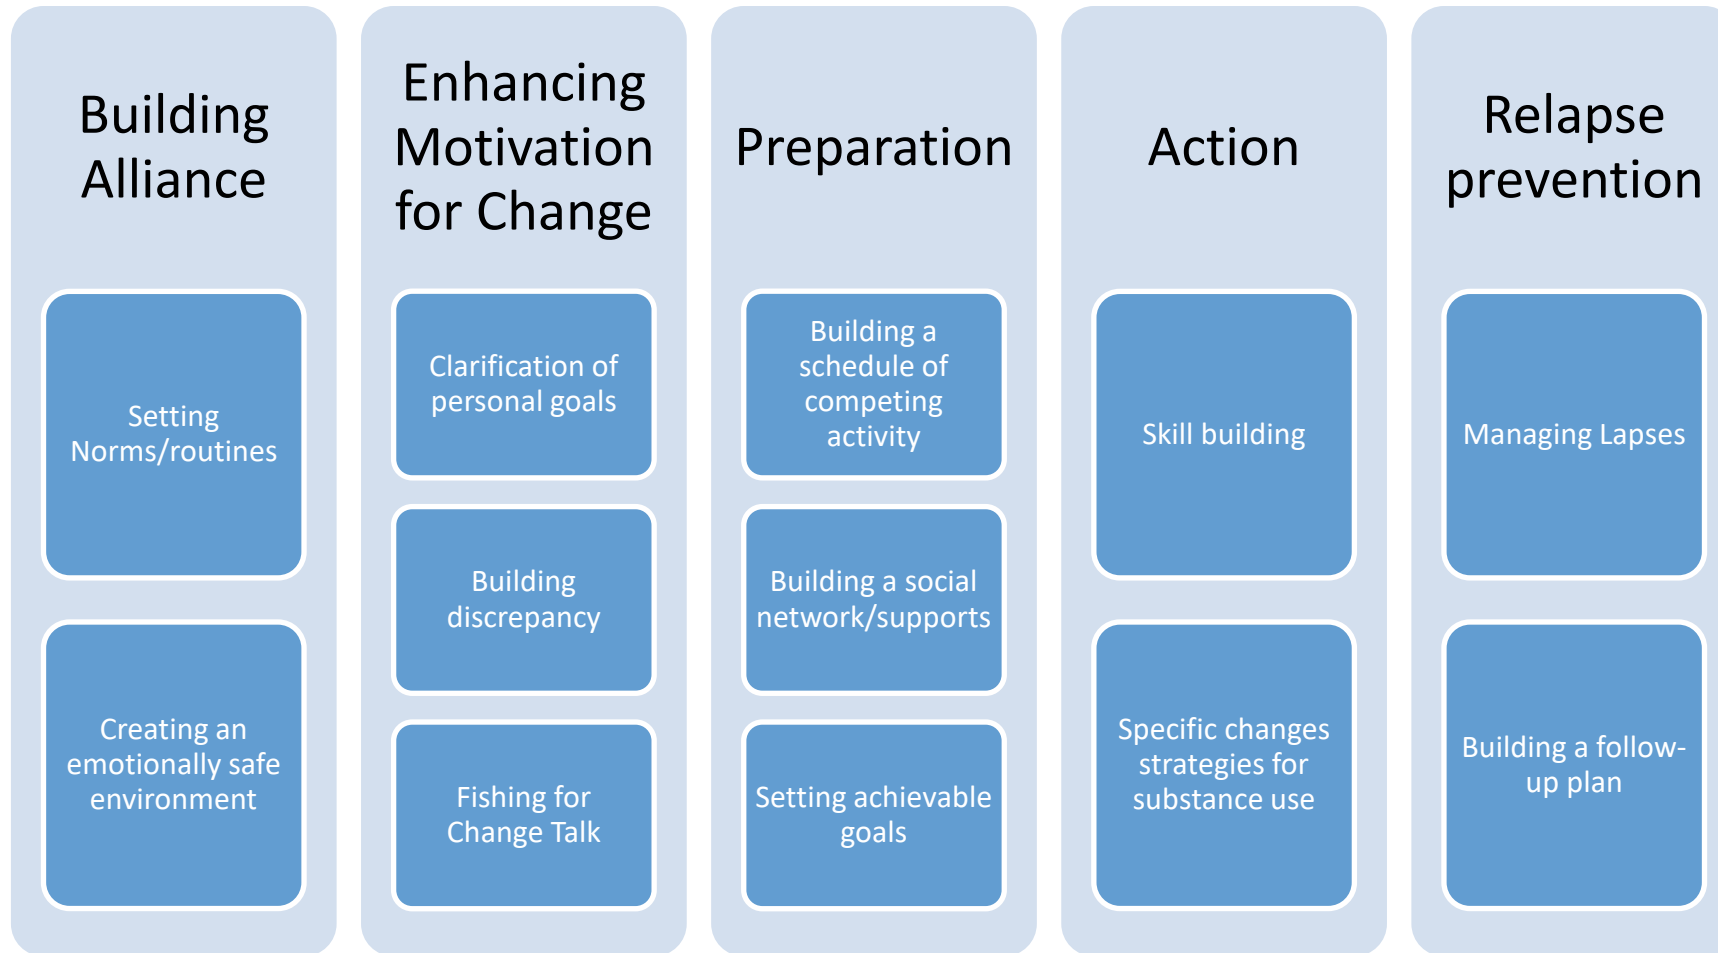 Building
Alliance
Setting
Norms/routines
Creating an
emotionally safe
environment
Enhancing
Motivation
for Change
Clarification of
personal goals
Building
discrepancy
Fishing for
Change Talk
Preparation
Building a
schedule of
competing
activity
Building a social
network/supports
Setting achievable
goals
Action
Skill building
Specific changes
strategies for
substance use
Relapse
prevention
Managing Lapses
Building a follow-
up plan